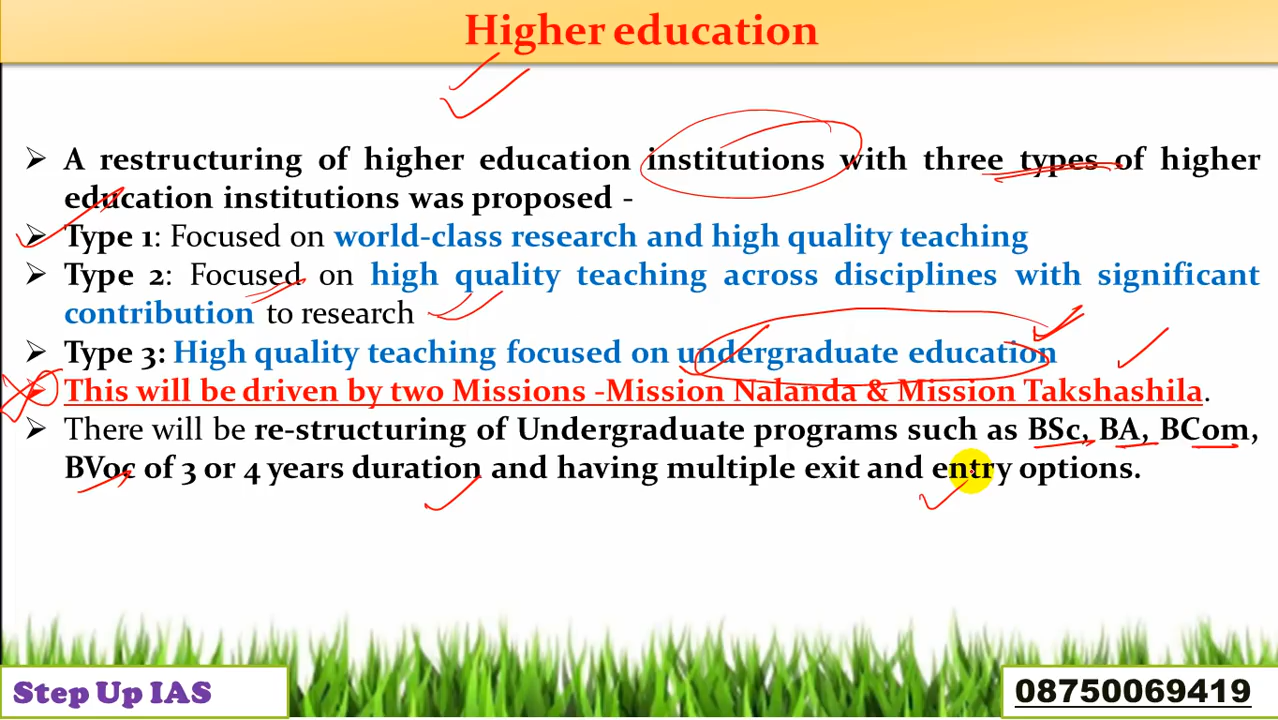 Higher education
➢ A restructuring of higher education institutions with three types of higher
education institutions was proposed -
➢ Type 1: Focused on world-class research and high quality teaching
➢ Type 2: Focused on high quality teaching across disciplines with significant
contribution to research
➢ Type 3: High quality teaching focused on undergraduate education
➢ This will be driven by two Missions -Mission Nalanda & Mission Takshashila.
➢ There will be re-structuring of Undergraduate programs such as BSc, BA, BCom,
BVoc of 3 or 4 years duration and having multiple exit and entry options.
Step Up IAS
08750069419